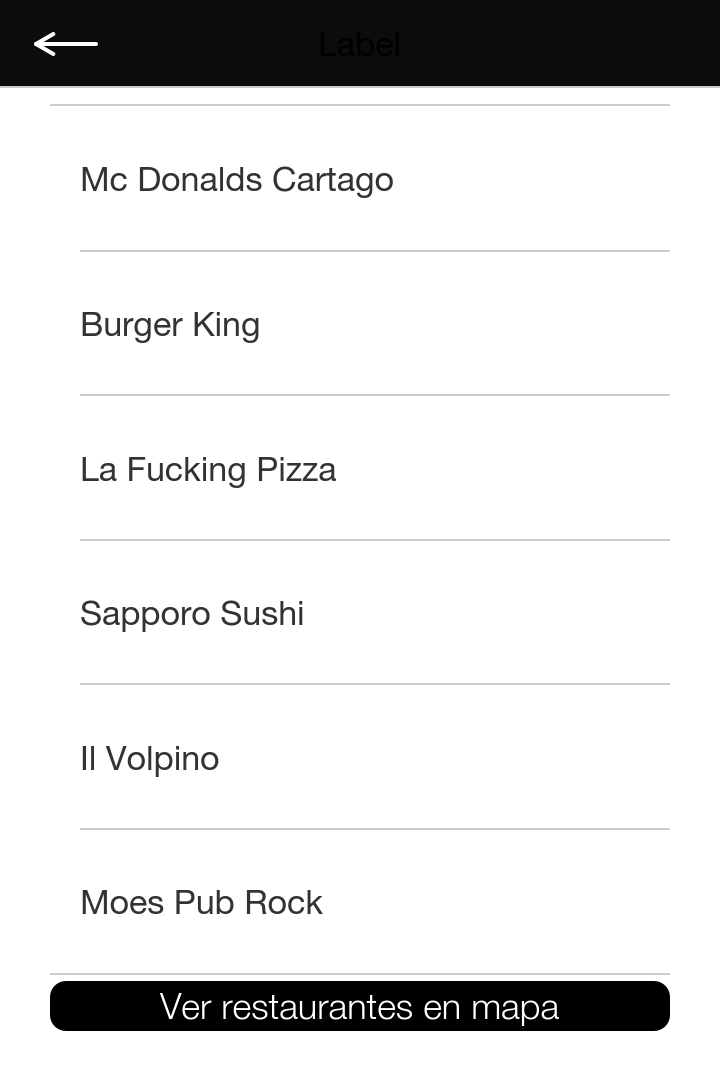 Label
Mc Donalds Cartago
Burger King
La Fucking Pizza
Sapporo Sushi
Il Volpino
Moes Pub Rock
Ver restaurantes en mapa